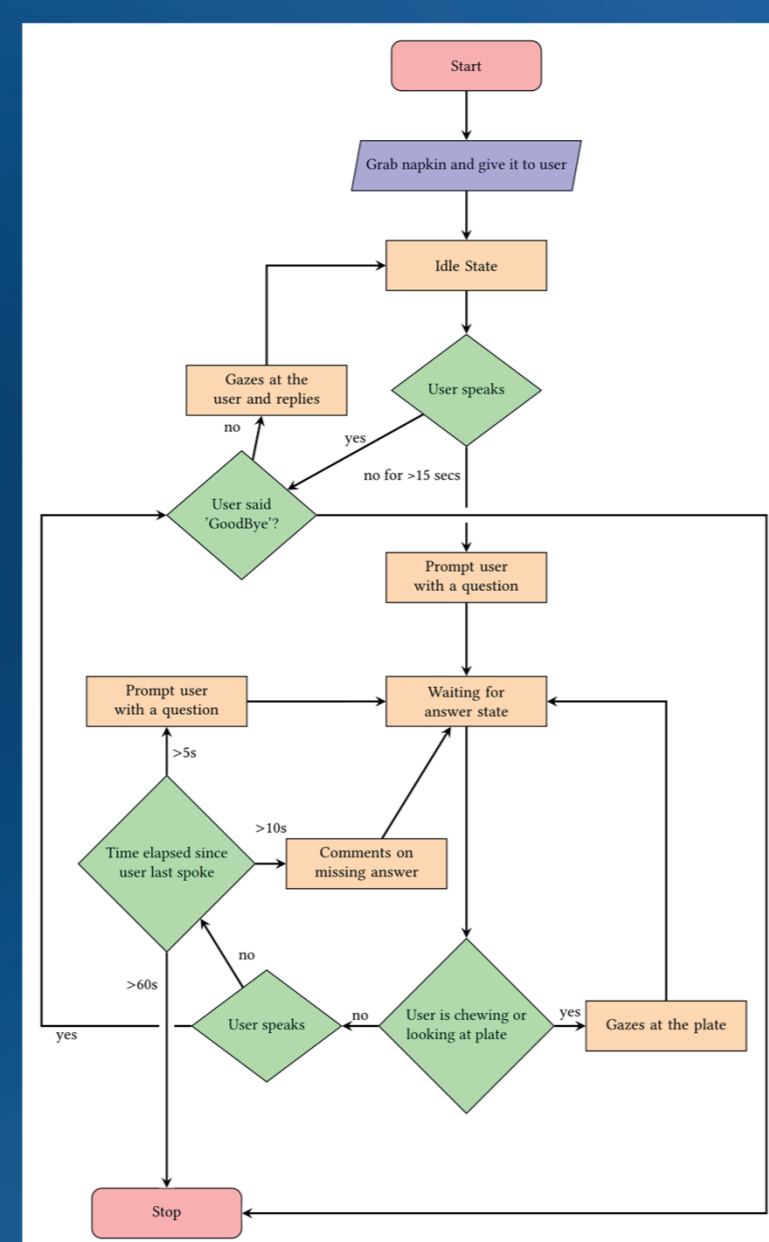 Start
Grab napkin and give it to user
Idle State
User speaks
Gazes at the
user and replies
no
yes
no for >15 secs
User said
'GoodBye'?
Prompt user
with a question
Prompt user
with a question
Waiting for
answer state
>5s
>10s
Time elapsed since
user last spoke
Comments on
missing answer
no
>60s
User speaks
no
User is chewing or
looking at plate
yes
Gazes at the plate
yes
Stop